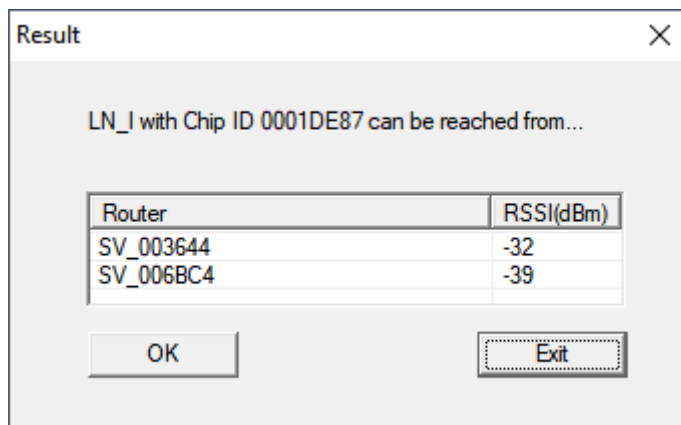 Result
LN_I with Chip ID 0001DE87 can be reached from...
Router RSSI(dBm)
SV_003644 -32
SV_006BC4 -39
OK Exit